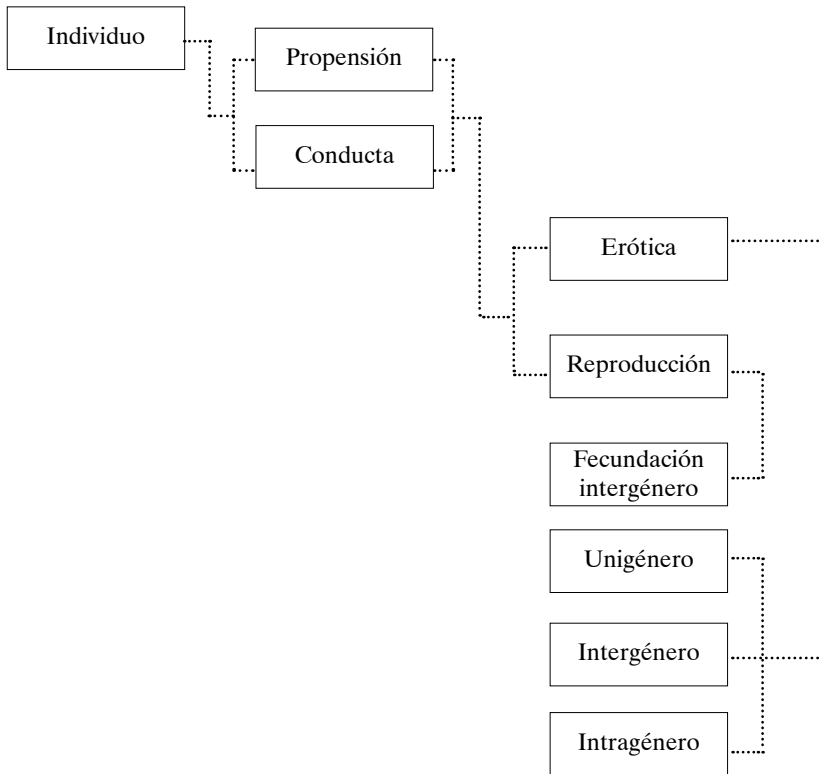 Individuo
Propensión
Conducta
Erótica
Reproducción
Fecundación
intergénero
Unigénero
Intergénero
Intragénero